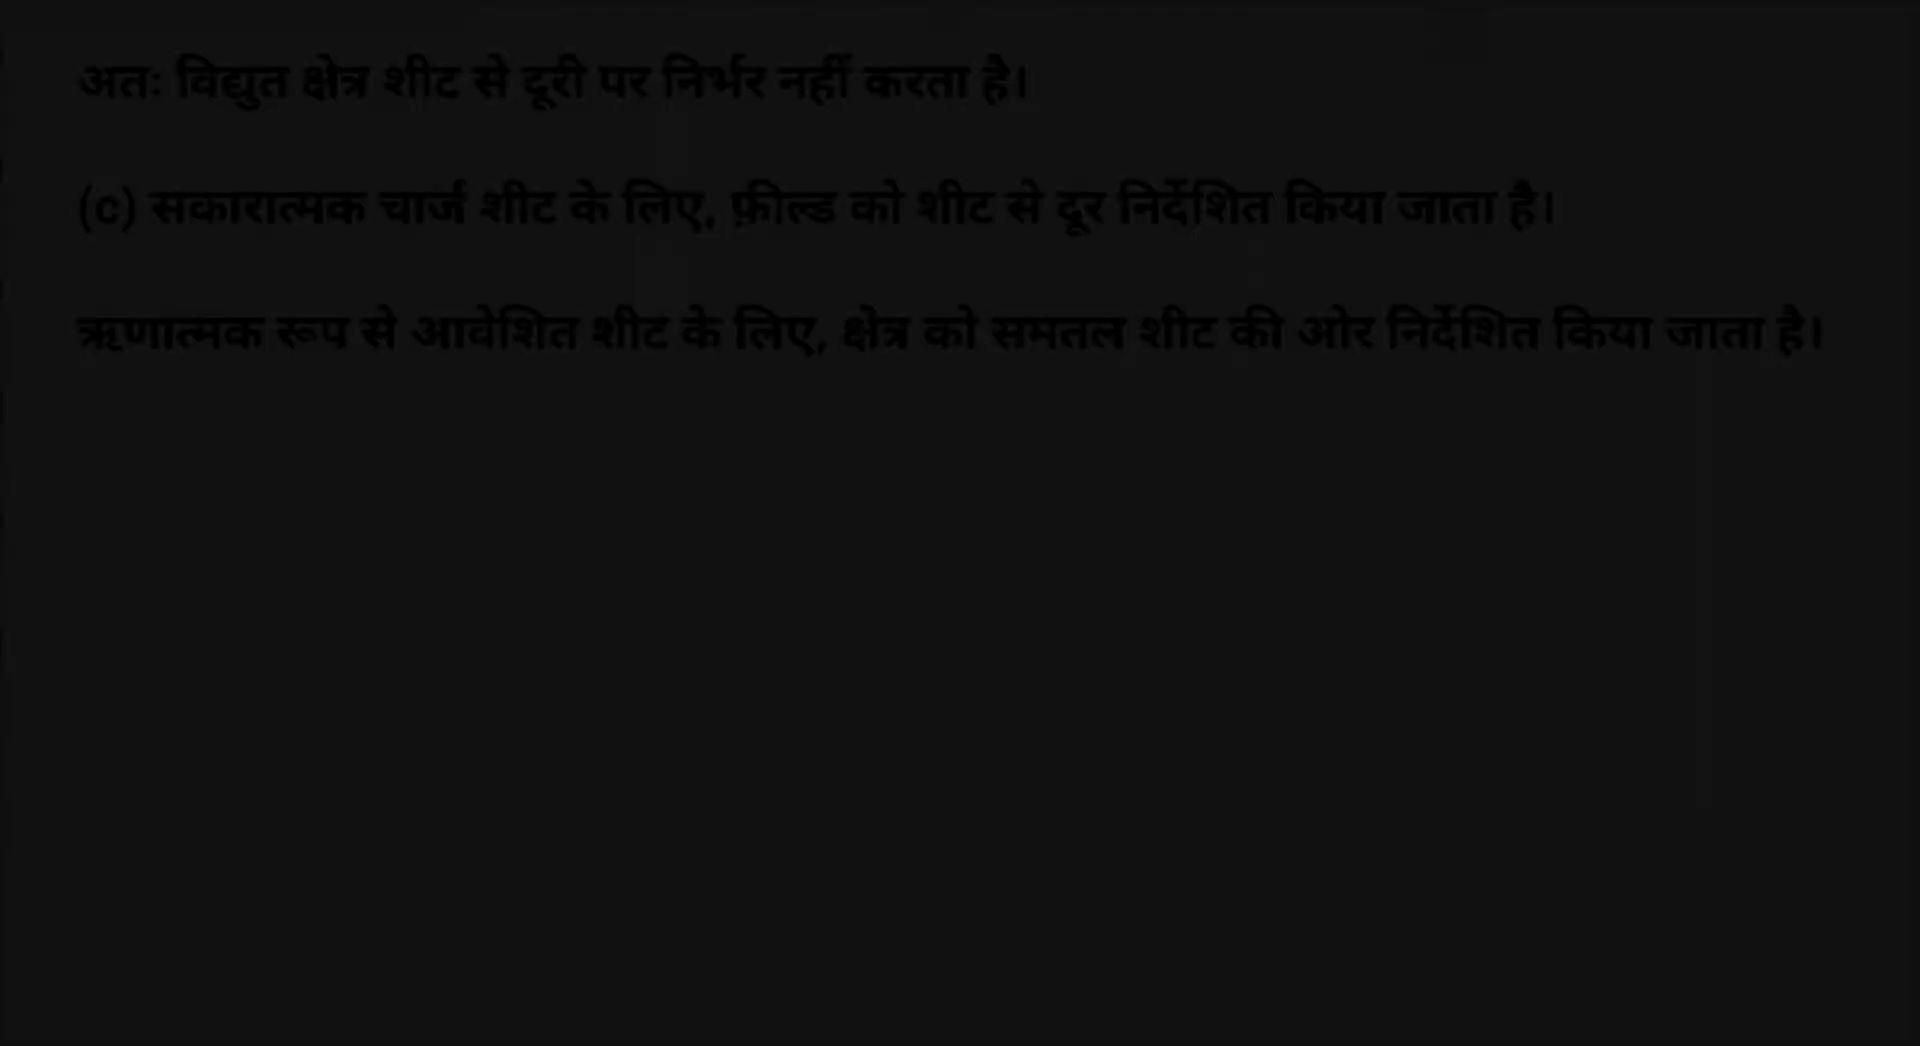 अतः विद्युत क्षेत्र शीट से दूरी पर निर्भर नहीं करता है।
(c) सकारात्मक चार्ज शीट के लिए, फ़ील्ड को शीट से दूर निर्देशित किया जाता है।
ऋणात्मक रूप से आवेशित शीट के लिए, क्षेत्र को समतल शीट की ओर निर्देशित किया जाता है।